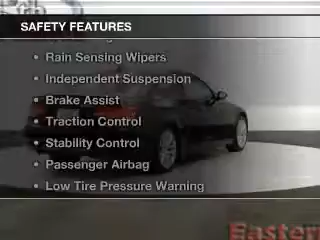 SAFETY FEATURES
• Rain Sensing Wipers
• Independent Suspension
• Brake Assist
• Traction Control
• Stability Control
• Passenger Airbag
• Low Tire Pressure Warning
Eastern